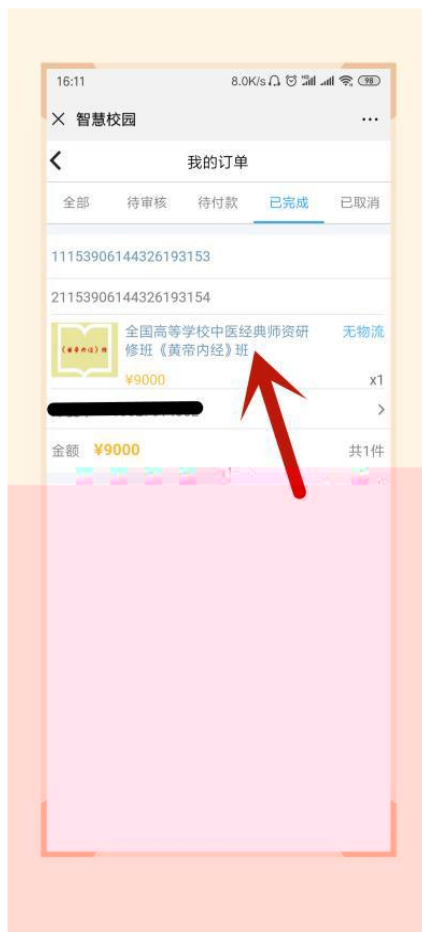 16:11 8.0K/s 98
智慧校园 ...
我的订单
全部 待审核 待付款 已完成 已取消
11153906144326193153
21153906144326193154
全国高等学校中医经典师资研 无物流
修班《黄帝内经》班
¥9000 x1
金额 ¥9000 共1件